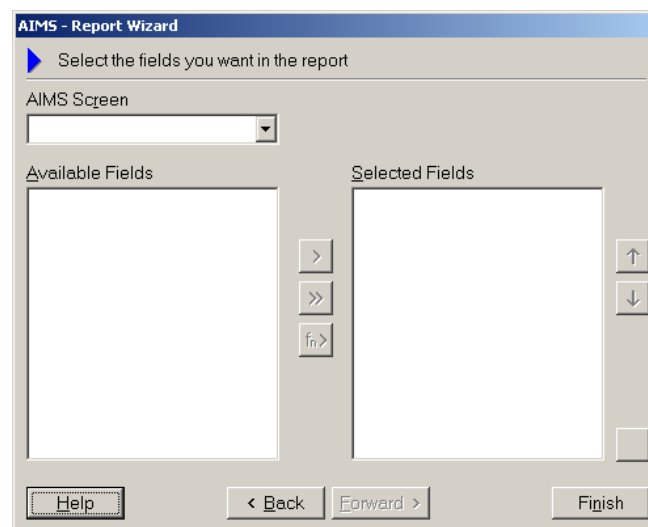 AIMS - Report Wizard
Select the fields you want in the report
AIMS Screen
Available Fields
Selected Fields
>
>>
fn>
↑
↓
Help
< Back
Forward >
Finish